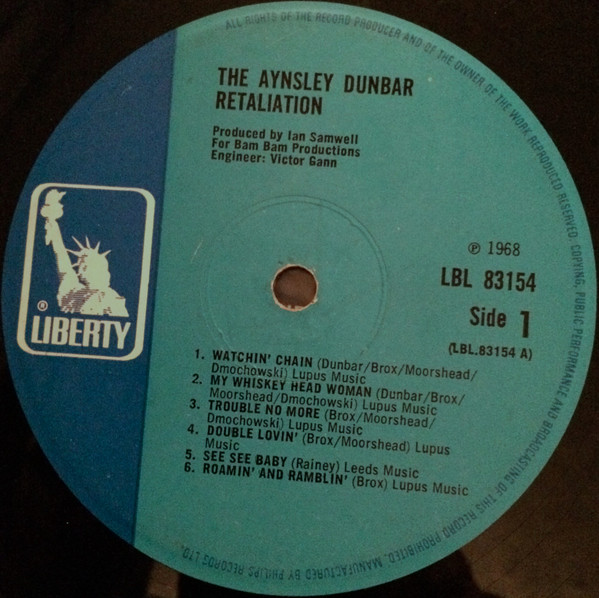 ALL RIGHTS OF THE RECORD PRODUCER AND OF THE OWNER OF THE WORK REPRODUCED RESERVED. COPYING, PUBLIC PERFORMANCE AND BROADCASTING OF THIS RECORD PROHIBITED. MANUFACTURED BY PHILIPS RECORDS LTD.
THE AYNSLEY DUNBAR
RETALIATION
Produced by Ian Samwell
For Bam Bam Productions
Engineer: Victor Gann
℗ 1968
LBL 83154
Side 1
(LBL.83154 A)
® LIBERTY
1. WATCHIN' CHAIN (Dunbar/Brox/Moorshead/
Dmochowski) Lupus Music
2. MY WHISKEY HEAD WOMAN (Dunbar/Brox/
Moorshead/Dmochowski) Lupus Music
3. TROUBLE NO MORE (Brox/Moorshead/
Dmochowski) Lupus Music
4. DOUBLE LOVIN' (Brox/Moorshead) Lupus
Music
5. SEE SEE BABY (Rainey) Leeds Music
6. ROAMIN' AND RAMBLIN' (Brox) Lupus Music